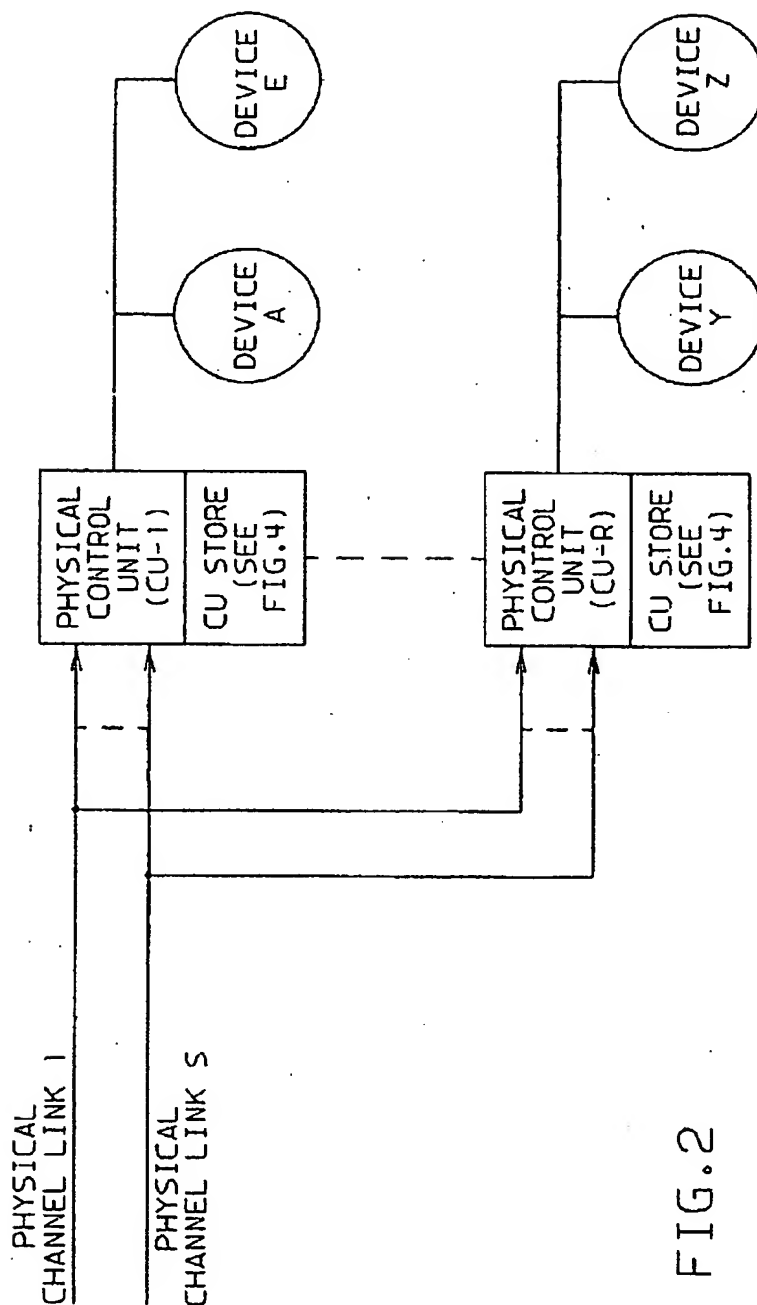 PHYSICAL
CHANNEL LINK 1
PHYSICAL
CHANNEL LINK S
PHYSICAL
CONTROL
UNIT
(CU-1)
CU STORE
(SEE
FIG.4)
DEVICE
A
DEVICE
E
PHYSICAL
CONTROL
UNIT
(CU-R)
CU STORE
(SEE
FIG.4)
DEVICE
Y
DEVICE
Z
FIG.2